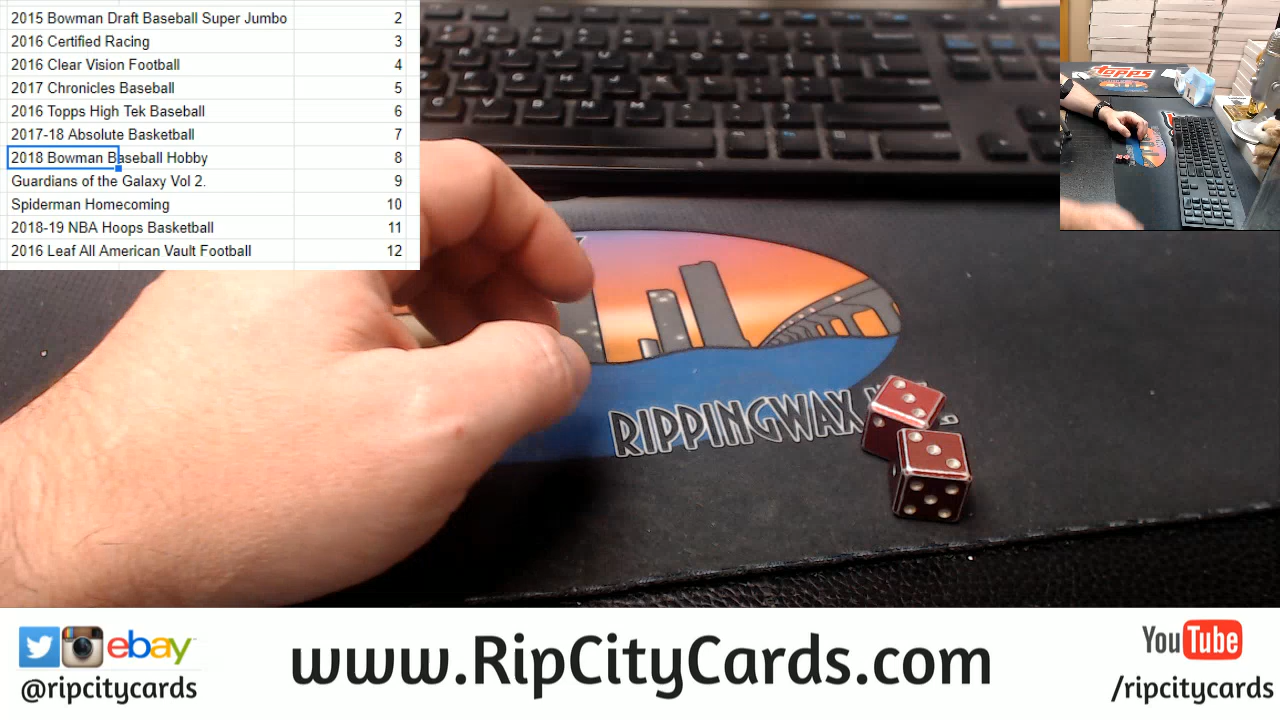 2015 Bowman Draft Baseball Super Jumbo 2
2016 Certified Racing 3
2016 Clear Vision Football 4
2017 Chronicles Baseball 5
2016 Topps High Tek Baseball 6
2017-18 Absolute Basketball 7
2018 Bowman Baseball Hobby 8
Guardians of the Galaxy Vol 2. 9
Spiderman Homecoming 10
2018-19 NBA Hoops Basketball 11
2016 Leaf All American Vault Football 12
topps
RIPPINGWAX
ebay
@ripcitycards
www.RipCityCards.com
YouTube
/ripcitycards